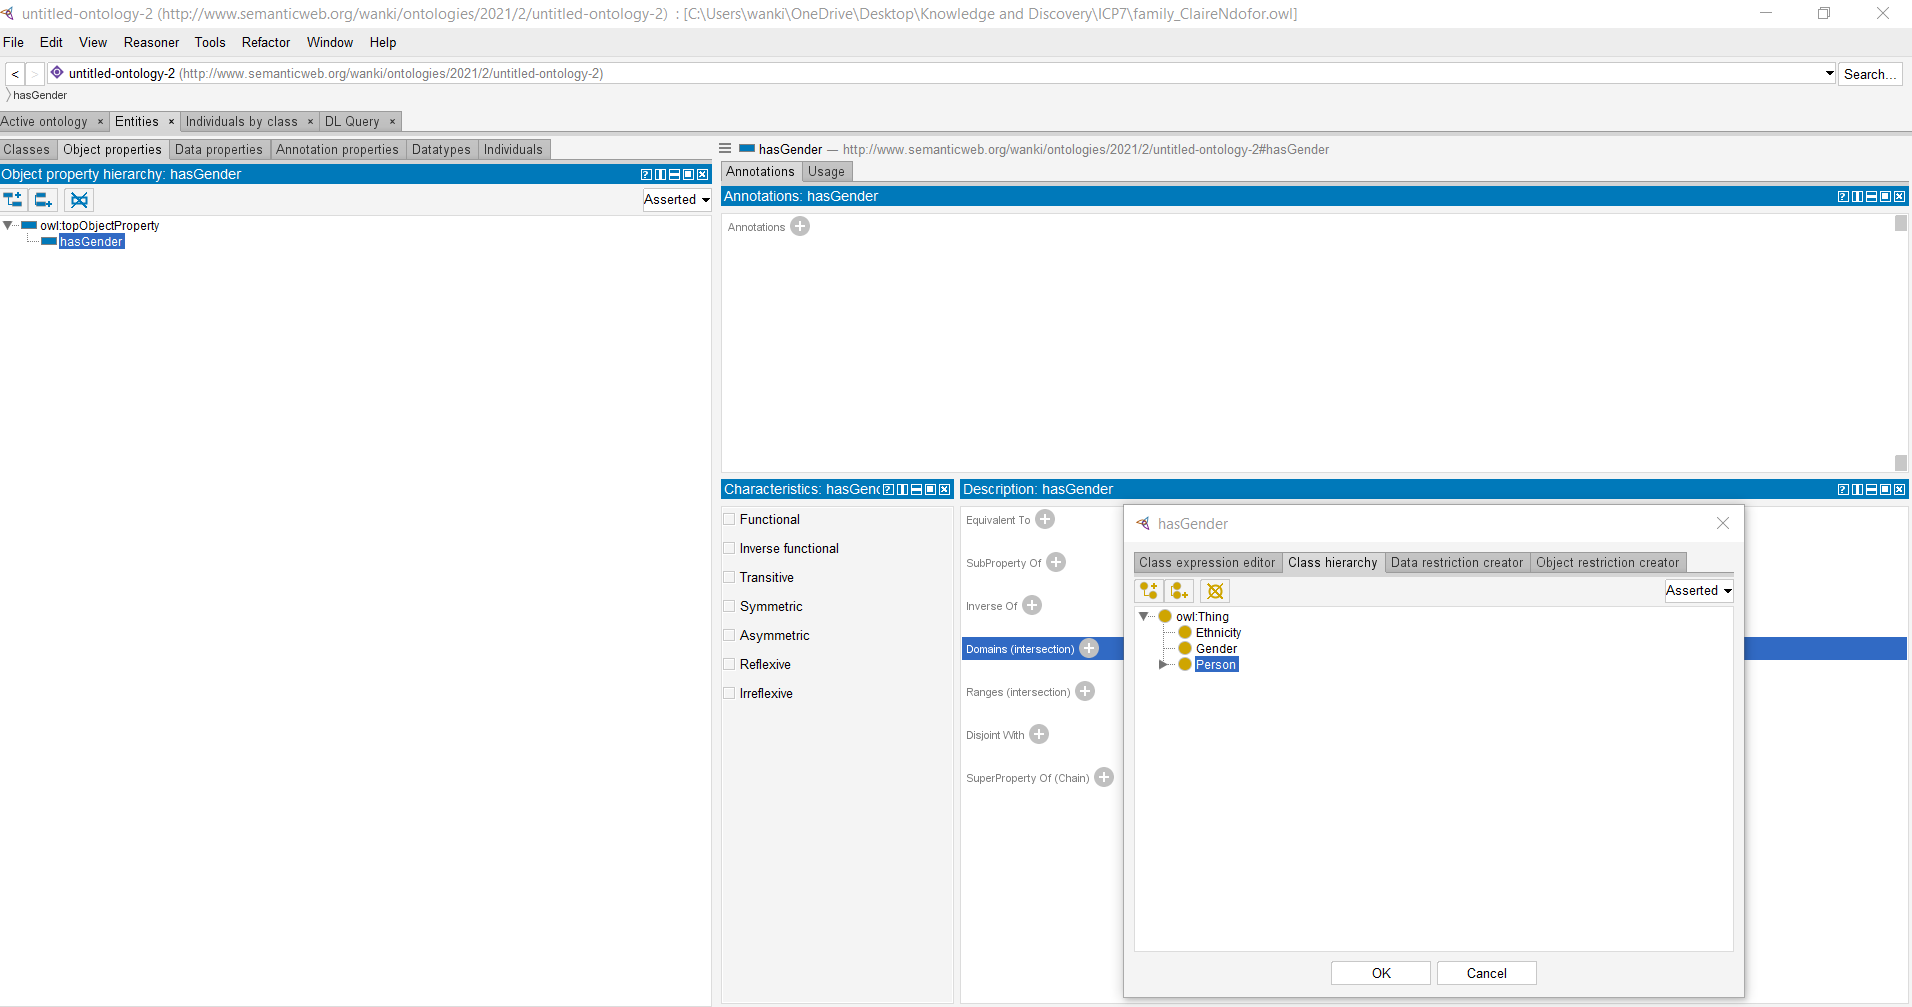 untitled-ontology-2 (http://www.semanticweb.org/wanki/ontologies/2021/2/untitled-ontology-2) : [C:\Users\wanki\OneDrive\Desktop\Knowledge and Discovery\ICP7\family_ClaireNdofor.owl]
File Edit View Reasoner Tools Refactor Window Help
< > untitled-ontology-2 (http://www.semanticweb.org/wanki/ontologies/2021/2/untitled-ontology-2) Search...
hasGender
Active ontology × Entities × Individuals by class × DL Query ×
Classes Object properties Data properties Annotation properties Datatypes Individuals
Object property hierarchy: hasGender
Asserted
owl:topObjectProperty
hasGender
hasGender — http://www.semanticweb.org/wanki/ontologies/2021/2/untitled-ontology-2#hasGender
Annotations Usage
Annotations: hasGender
Annotations
Characteristics: hasGenc
Functional
Inverse functional
Transitive
Symmetric
Asymmetric
Reflexive
Irreflexive
Description: hasGender
Equivalent To
SubProperty Of
Inverse Of
Domains (intersection)
Ranges (intersection)
Disjoint With
SuperProperty Of (Chain)
hasGender
Class expression editor Class hierarchy Data restriction creator Object restriction creator
Asserted
owl:Thing
Ethnicity
Gender
Person
OK Cancel